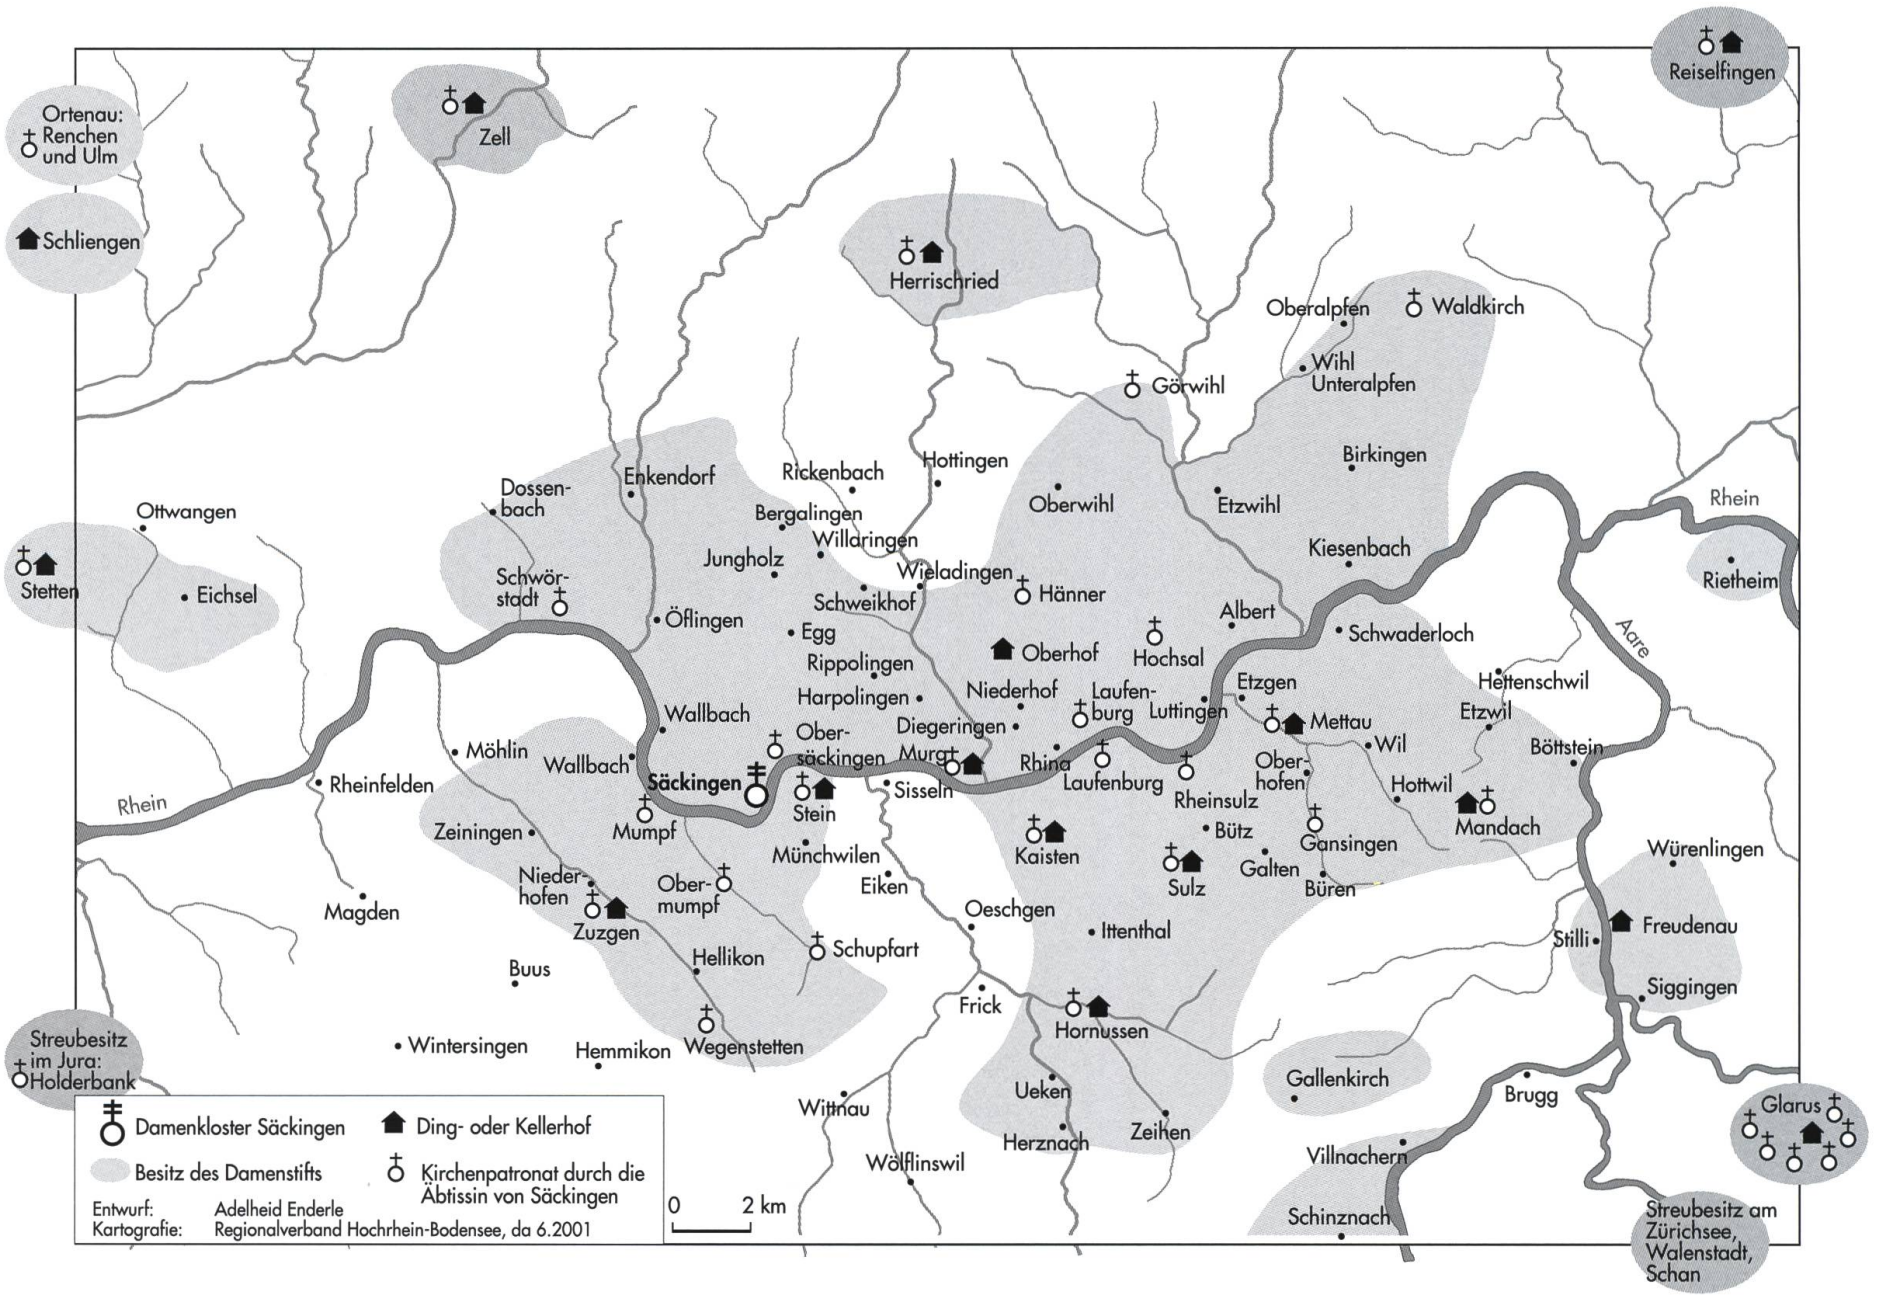 Reiselfingen
Ortenau:
Renchen
und Ulm
Zell
Schliengen
Herrischried
Oberalpfen
Waldkirch
Wihl
Unteralpfen
Görwihl
Birkingen
Hottingen
Rickenbach
Enkendorf
Dossen-
bach
Oberwihl
Etzwihl
Rhein
Ottwangen
Bergalingen
Willaringen
Jungholz
Kiesenbach
Wieladingen
Rietheim
Stetten
Eichsel
Schwör-
stadt
Schweikhof
Hänner
Albert
Öflingen
Egg
Schwaderloch
Aare
Oberhof
Hochsal
Rippolingen
Harpolingen
Niederhof
Laufen-
burg
Luttingen
Etzgen
Hettenschwil
Etzwil
Wallbach
Diegeringen
Mettau
Wil
Böttstein
Ober-
säckingen
Murg
Rhina
Laufenburg
Möhlin
Wallbach
Säckingen
Sisseln
Ober-
hofen
Hottwil
Rheinfelden
Rhein
Stein
Rheinsulz
Mumpf
Zeiningen
Bütz
Mandach
Gansingen
Münchwilen
Kaisten
Würenlingen
Galten
Eiken
Sulz
Büren
Nieder-
hofen
Ober-
mumpf
Magden
Zuzgen
Oeschgen
Ittenthal
Freudenau
Stilli
Schupfart
Hellikon
Buus
Frick
Siggingen
Hornussen
Streubesitz
im Jura:
Holderbank
Wintersingen
Hemmikon
Wegenstetten
Ueken
Gallenkirch
Brugg
Wittnau
Glarus
Herznach
Zeihen
Villnachern
Wölflinswil
Schinznach
Streubesitz am
Zürichsee,
Walenstadt,
Schan
Damenkloster Säckingen
Ding- oder Kellerhof
Besitz des Damenstifts
Kirchenpatronat durch die
Äbtissin von Säckingen
Entwurf: Adelheid Enderle
Kartografie: Regionalverband Hochrhein-Bodensee, da 6.2001
0 2 km